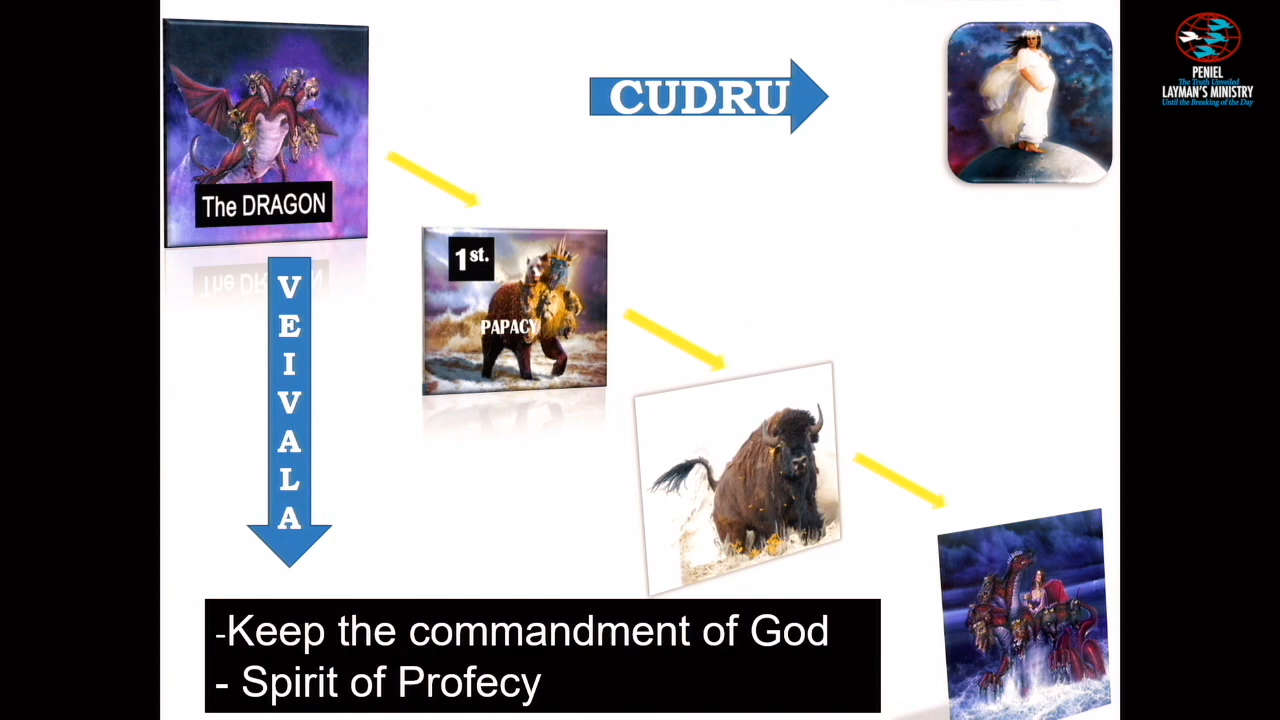 CUDRU
PENIEL
The Truth Unveiled
LAYMAN'S MINISTRY
Until the Breaking of the Day
The DRAGON
1st.
PAPACY
VEIVALA
-Keep the commandment of God
- Spirit of Profecy